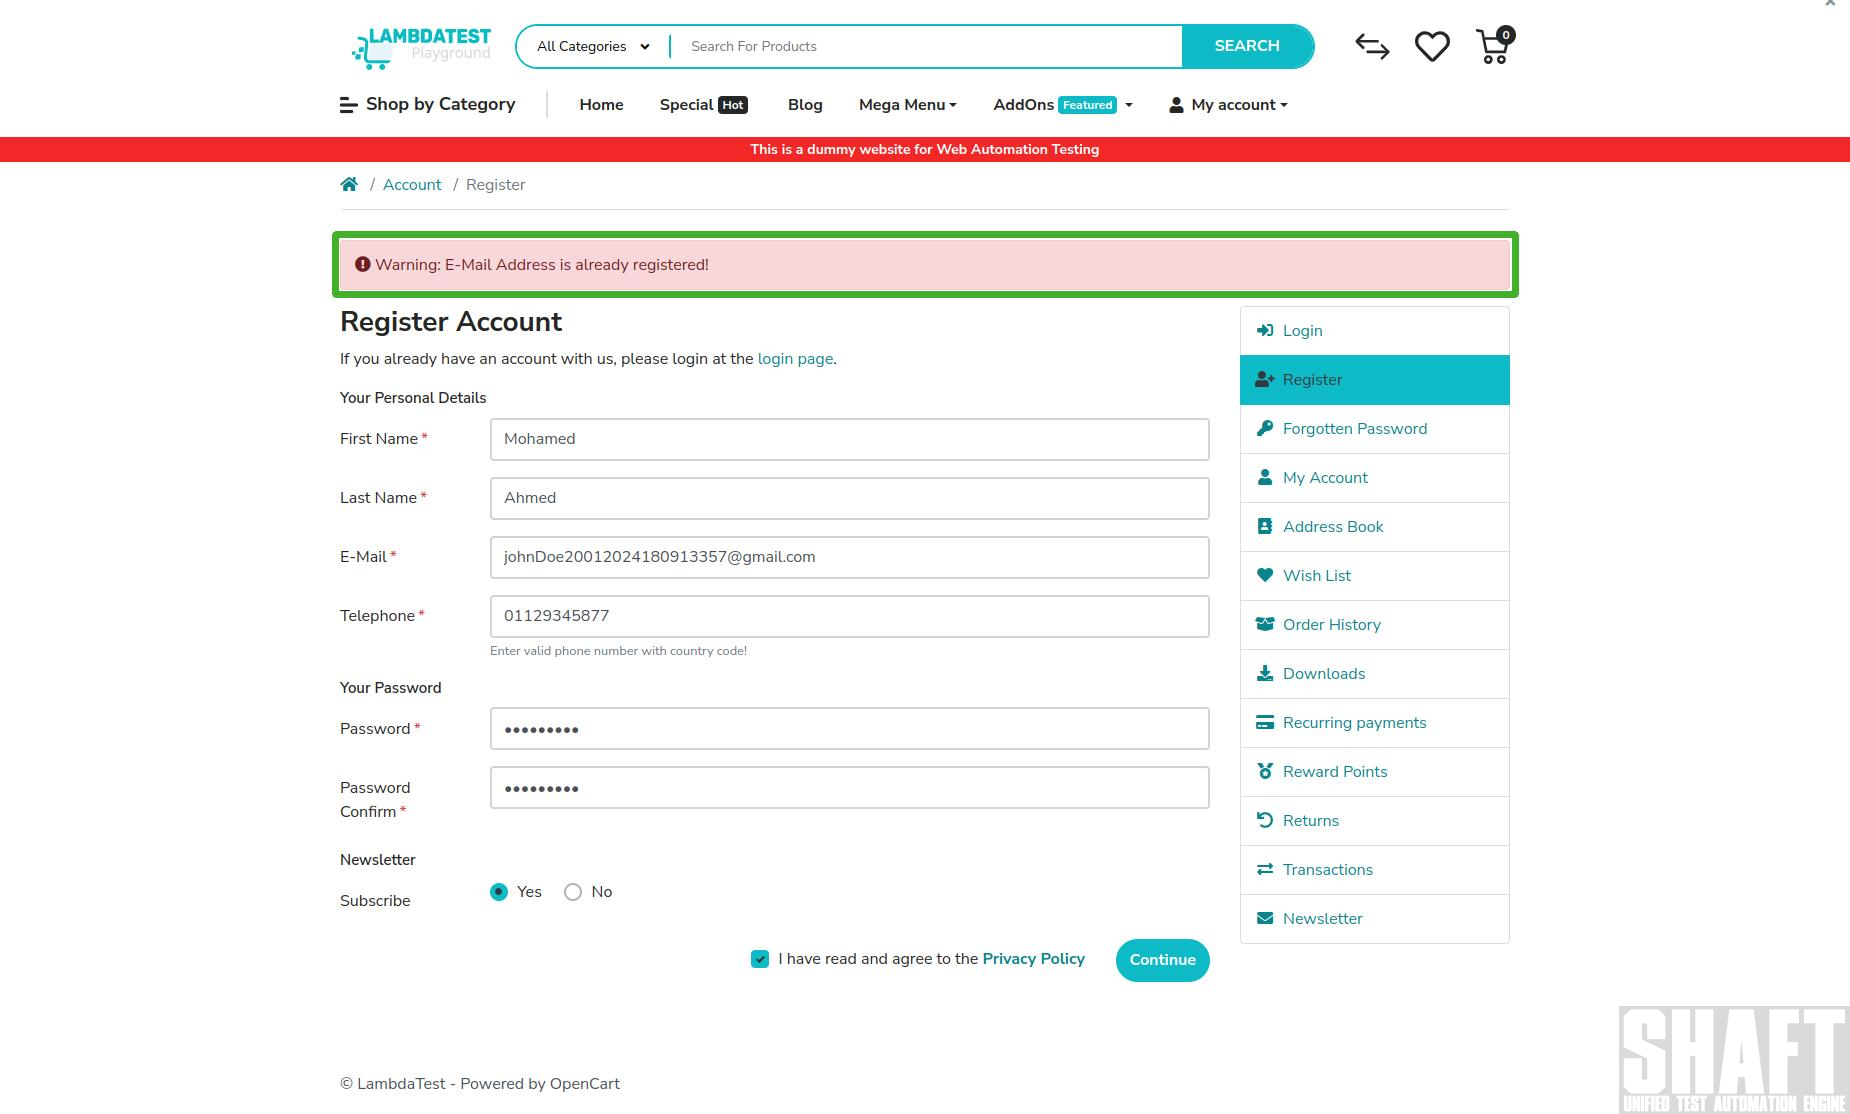 LAMBDATEST
Playground
All Categories
Search For Products
SEARCH
0
Shop by Category
Home
Special Hot
Blog
Mega Menu
AddOns Featured
My account
This is a dummy website for Web Automation Testing
/ Account / Register
Warning: E-Mail Address is already registered!
Register Account
If you already have an account with us, please login at the login page.
Your Personal Details
First Name *
Mohamed
Last Name *
Ahmed
E-Mail *
johnDoe20012024180913357@gmail.com
Telephone *
01129345877
Enter valid phone number with country code!
Your Password
Password *
•••••••••
Password
Confirm *
•••••••••
Newsletter
Subscribe
Yes
No
I have read and agree to the Privacy Policy
Continue
Login
Register
Forgotten Password
My Account
Address Book
Wish List
Order History
Downloads
Recurring payments
Reward Points
Returns
Transactions
Newsletter
© LambdaTest - Powered by OpenCart
SHAFT
UNIFIED TEST AUTOMATION ENGINE